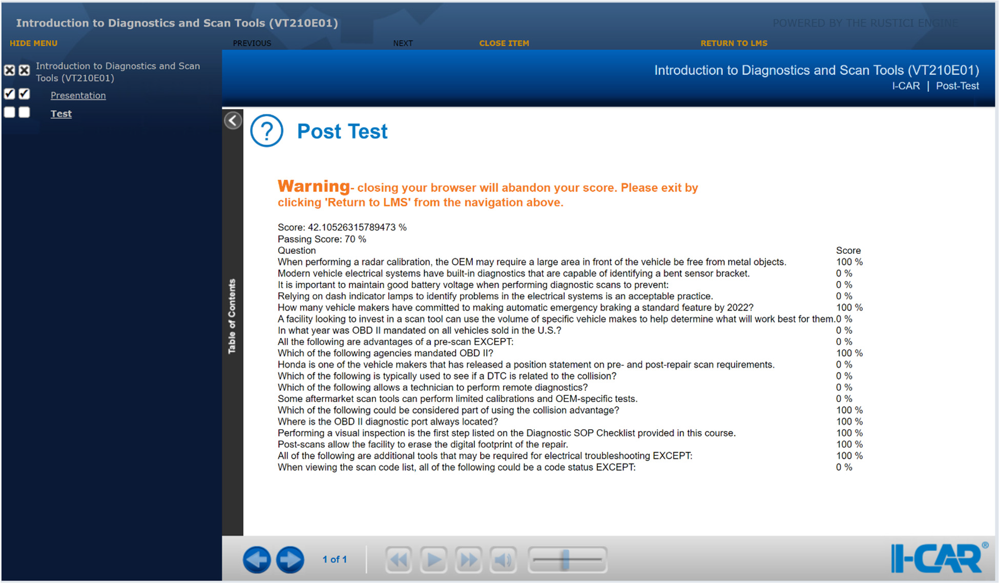 Introduction to Diagnostics and Scan Tools (VT210E01)
POWERED BY THE RUSTICI ENGINE
HIDE MENU
PREVIOUS
NEXT
CLOSE ITEM
RETURN TO LMS
Introduction to Diagnostics and Scan
Tools (VT210E01)
Presentation
Test
Introduction to Diagnostics and Scan Tools (VT210E01)
I-CAR | Post-Test
Table of Contents
? Post Test
Warning- closing your browser will abandon your score. Please exit by
clicking 'Return to LMS' from the navigation above.
Score: 42.10526315789473 %
Passing Score: 70 %
Question Score
When performing a radar calibration, the OEM may require a large area in front of the vehicle be free from metal objects. 100 %
Modern vehicle electrical systems have built-in diagnostics that are capable of identifying a bent sensor bracket. 0 %
It is important to maintain good battery voltage when performing diagnostic scans to prevent: 0 %
Relying on dash indicator lamps to identify problems in the electrical systems is an acceptable practice. 0 %
How many vehicle makers have committed to making automatic emergency braking a standard feature by 2022? 100 %
A facility looking to invest in a scan tool can use the volume of specific vehicle makes to help determine what will work best for them. 0 %
In what year was OBD II mandated on all vehicles sold in the U.S.? 0 %
All the following are advantages of a pre-scan EXCEPT: 0 %
Which of the following agencies mandated OBD II? 100 %
Honda is one of the vehicle makers that has released a position statement on pre- and post-repair scan requirements. 0 %
Which of the following is typically used to see if a DTC is related to the collision? 0 %
Which of the following allows a technician to perform remote diagnostics? 0 %
Some aftermarket scan tools can perform limited calibrations and OEM-specific tests. 0 %
Which of the following could be considered part of using the collision advantage? 100 %
Where is the OBD II diagnostic port always located? 100 %
Performing a visual inspection is the first step listed on the Diagnostic SOP Checklist provided in this course. 100 %
Post-scans allow the facility to erase the digital footprint of the repair. 100 %
All of the following are additional tools that may be required for electrical troubleshooting EXCEPT: 100 %
When viewing the scan code list, all of the following could be a code status EXCEPT: 0 %
1 of 1
I-CAR®